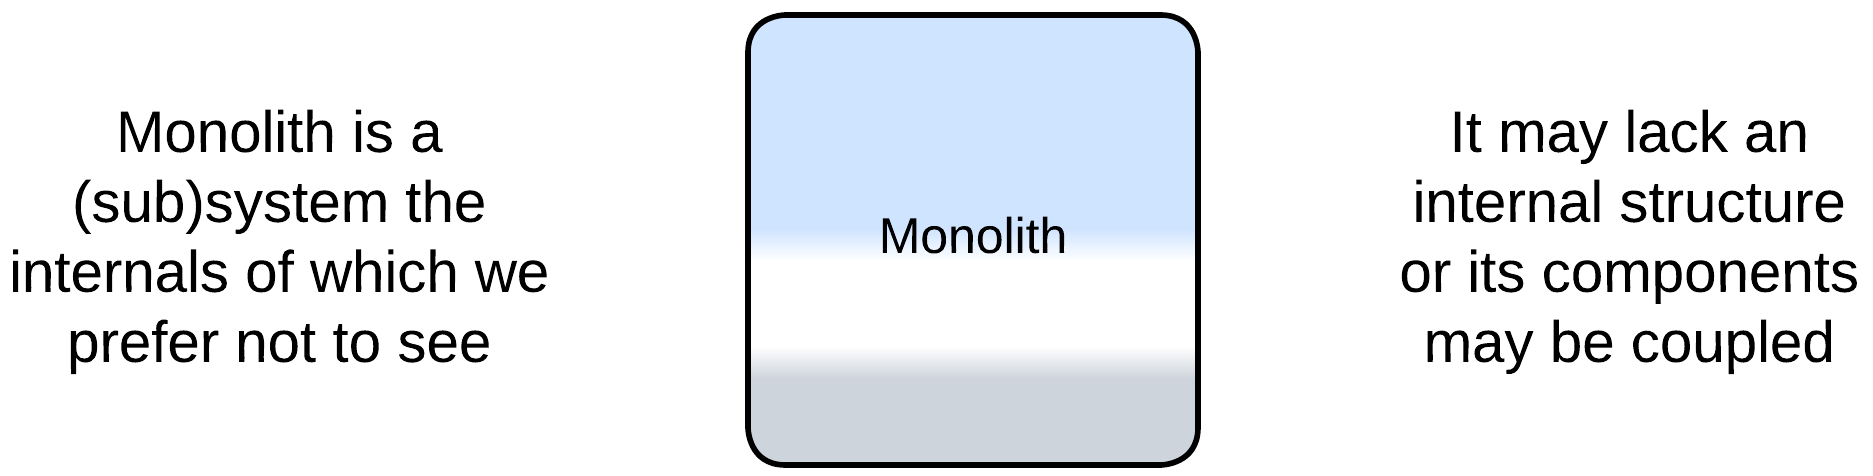 Monolith is a
(sub)system the
internals of which we
prefer not to see
Monolith
It may lack an
internal structure
or its components
may be coupled